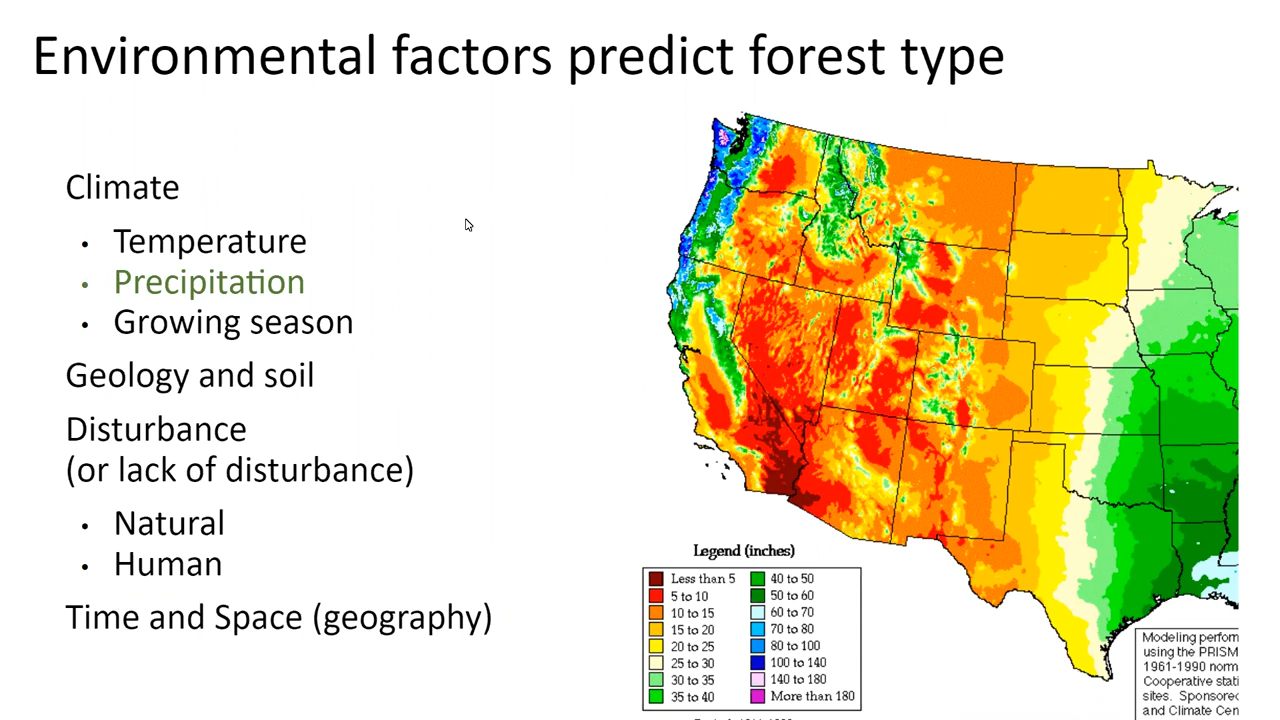 Environmental factors predict forest type
Climate
• Temperature
• Precipitation
• Growing season
Geology and soil
Disturbance
(or lack of disturbance)
• Natural
• Human
Time and Space (geography)
Legend (inches)
Less than 5
5 to 10
10 to 15
15 to 20
20 to 25
25 to 30
30 to 35
35 to 40
40 to 50
50 to 60
60 to 70
70 to 80
80 to 100
100 to 140
140 to 180
More than 180
Modeling perform
using the PRISM
1961-1990 norm
Cooperative stati
sites. Sponsored
and Climate Cen